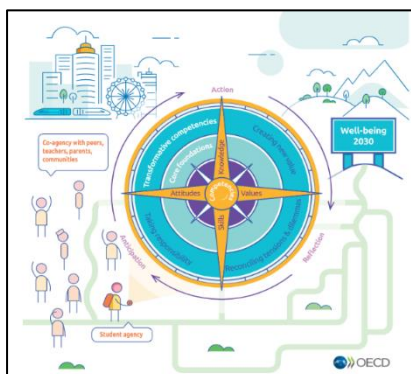 Action
Co-agency with peers,
teachers, parents,
communities
Transformative competencies
Core foundations
Creating new value
Knowledge
Attitudes
Values
Skills
Taking responsibility
Reconciling tensions & dilemmas
Anticipation
Reflection
Well-being
2030
Student agency
OECD